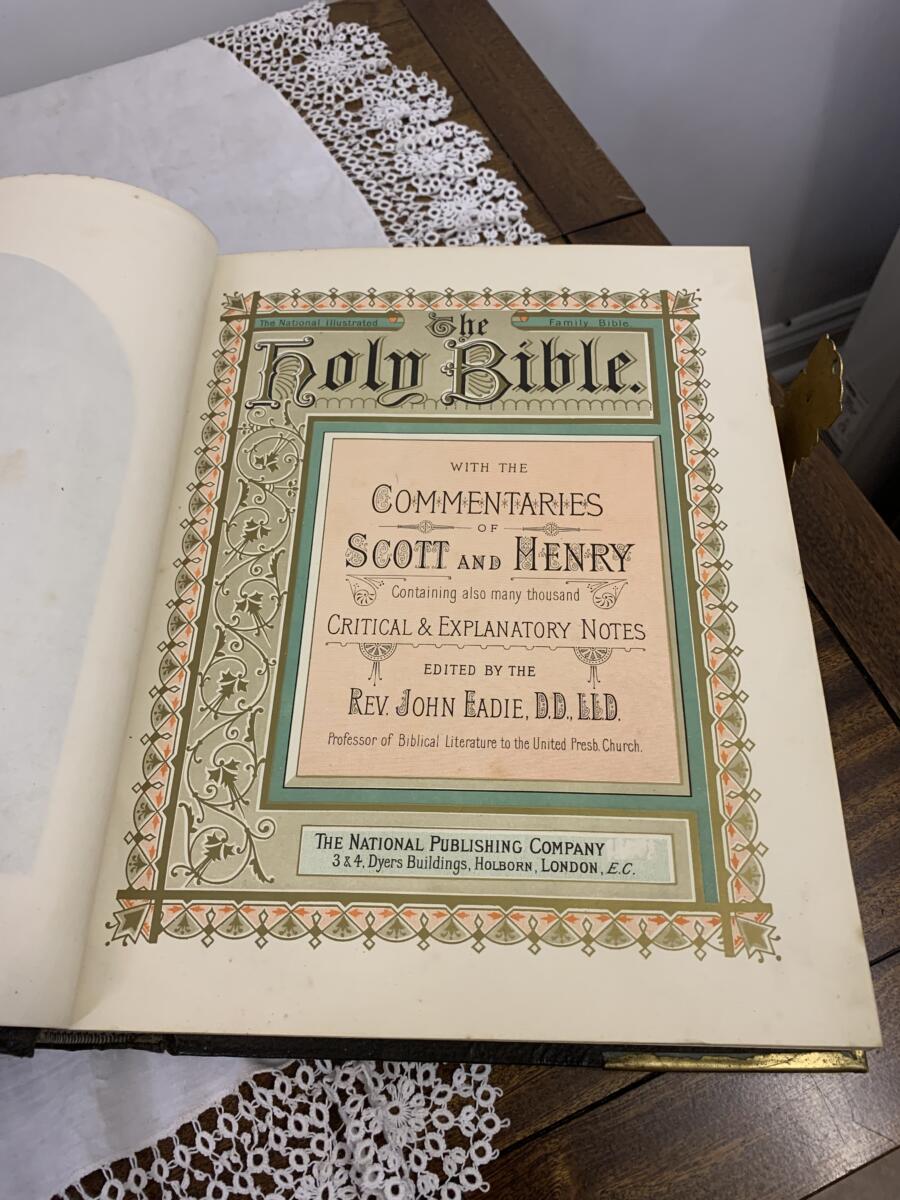 The National Illustrated Family Bible
The
Holy Bible.
WITH THE
COMMENTARIES
OF
SCOTT AND HENRY
Containing also many thousand
CRITICAL & EXPLANATORY NOTES
EDITED BY THE
REV. JOHN EADIE, D.D., LLD.
Professor of Biblical Literature to the United Presb. Church.
THE NATIONAL PUBLISHING COMPANY
3 & 4, Dyers Buildings, HOLBORN, LONDON, E.C.